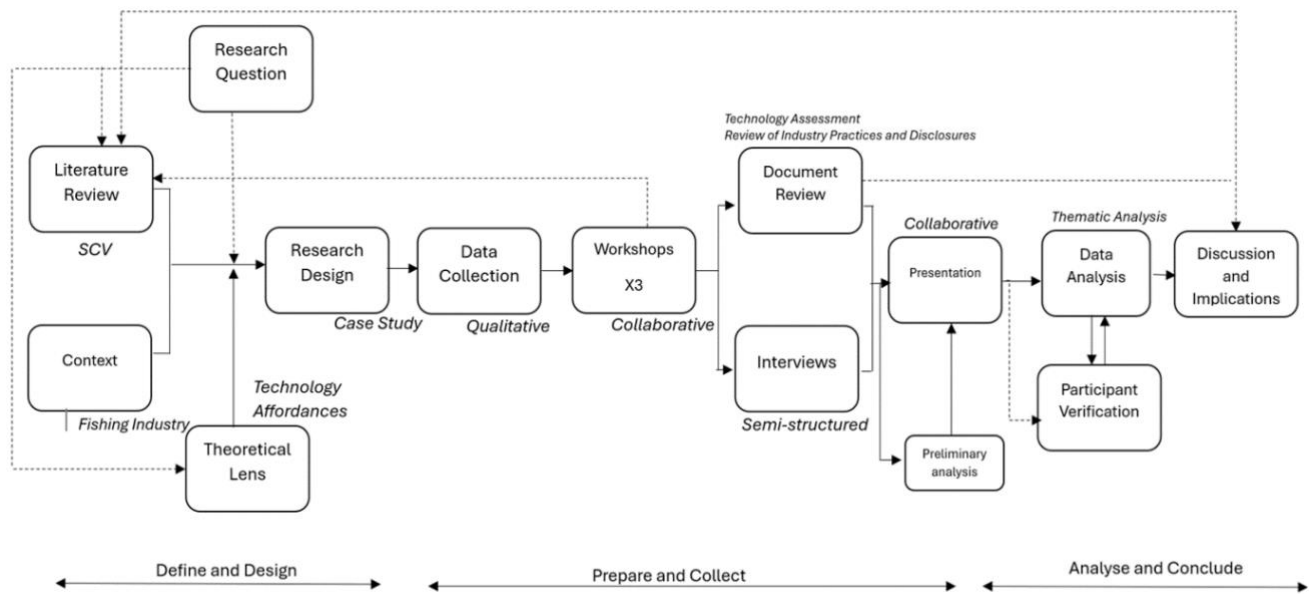 Research
Question
Literature
Review
SCV
Context
Fishing Industry
Technology
Affordances
Theoretical
Lens
Research
Design
Case Study
Data
Collection
Qualitative
Workshops
X3
Collaborative
Technology Assessment
Review of Industry Practices and Disclosures
Document
Review
Interviews
Semi-structured
Collaborative
Presentation
Preliminary
analysis
Thematic Analysis
Data
Analysis
Participant
Verification
Discussion
and
Implications
Define and Design
Prepare and Collect
Analyse and Conclude